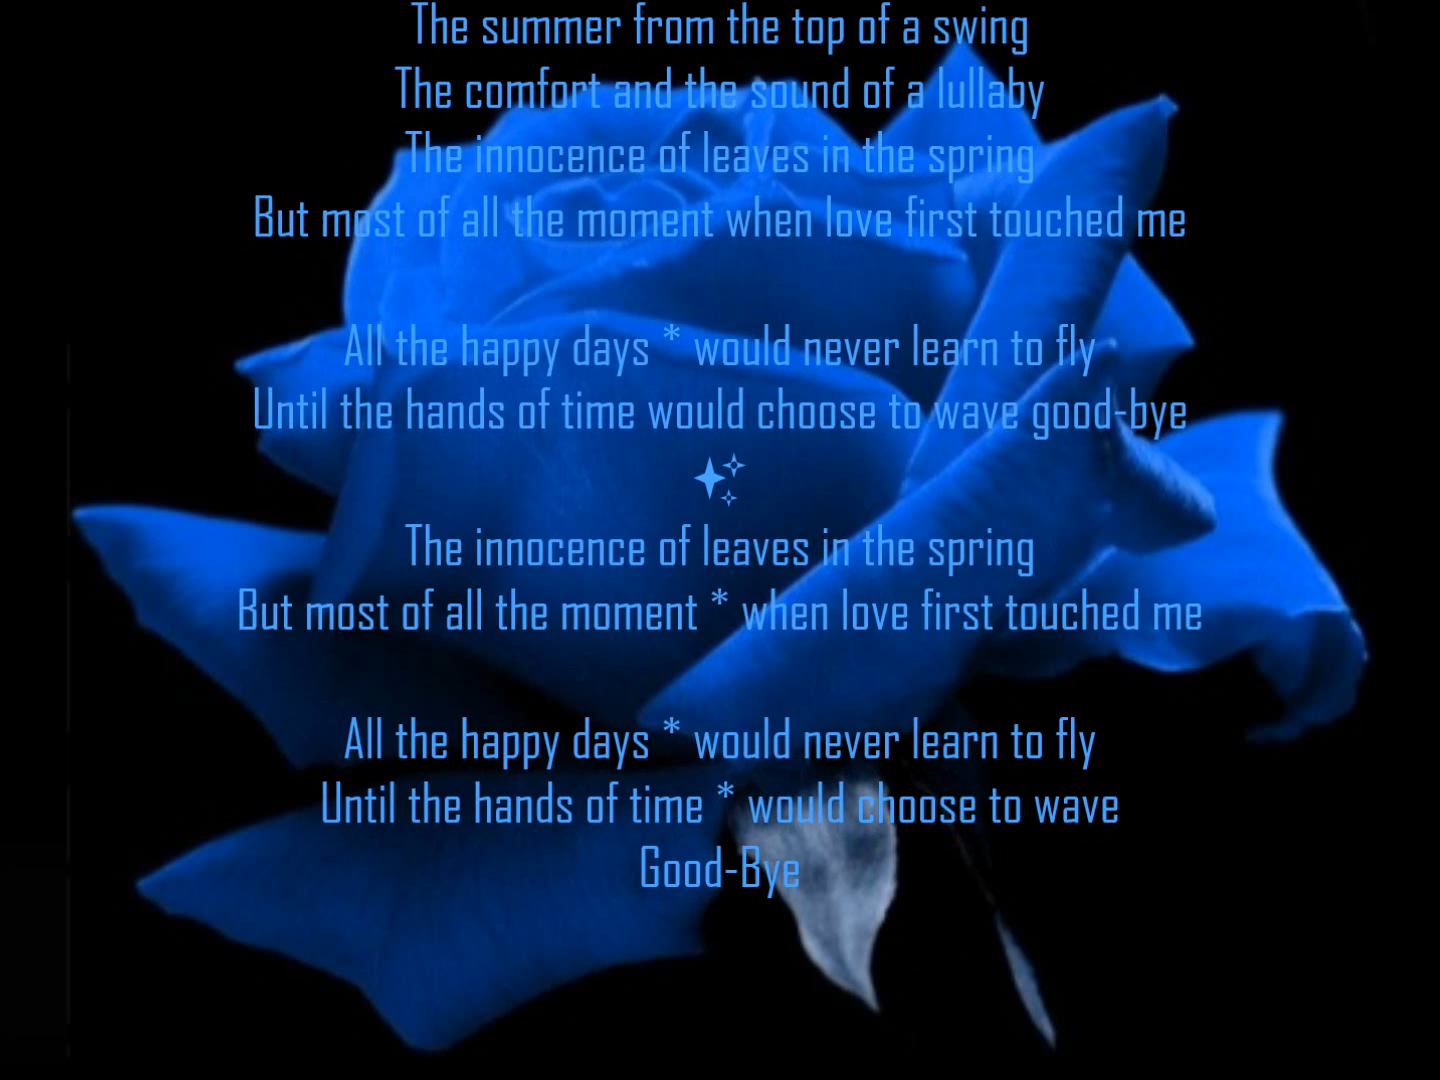 The summer from the top of a swing
The comfort and the sound of a lullaby
The innocence of leaves in the spring
But most of all the moment when love first touched me
All the happy days * would never learn to fly
Until the hands of time would choose to wave good-bye
The innocence of leaves in the spring
But most of all the moment * when love first touched me
All the happy days * would never learn to fly
Until the hands of time * would choose to wave
Good-Bye